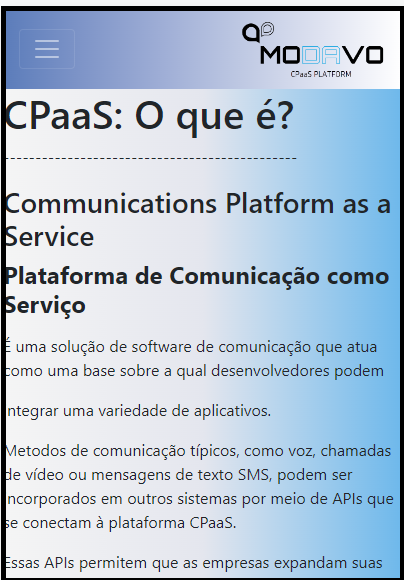 MODAVO
CPaaS PLATFORM
CPaaS: O que é?
-----------------------------------------------
Communications Platform as a
Service
Plataforma de Comunicação como
Serviço
É uma solução de software de comunicação que atua
como uma base sobre a qual desenvolvedores podem
integrar uma variedade de aplicativos.
Metodos de comunicação típicos, como voz, chamadas
de vídeo ou mensagens de texto SMS, podem ser
incorporados em outros sistemas por meio de APIs que
se conectam à plataforma CPaaS.
Essas APIs permitem que as empresas expandam suas